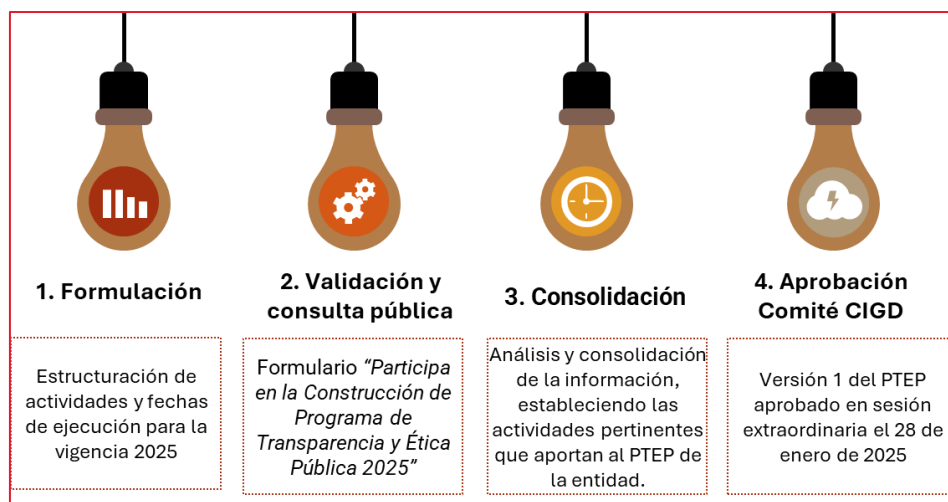 1. Formulación
Estructuración de
actividades y fechas
de ejecución para la
vigencia 2025
2. Validación y
consulta pública
Formulario “Participa
en la Construcción de
Programa de
Transparencia y Ética
Pública 2025”
3. Consolidación
Análisis y consolidación
de la información,
estableciendo las
actividades pertinentes
que aportan al PTEP de
la entidad.
4. Aprobación
Comité CIGD
Versión 1 del PTEP
aprobado en sesión
extraordinaria el 28 de
enero de 2025